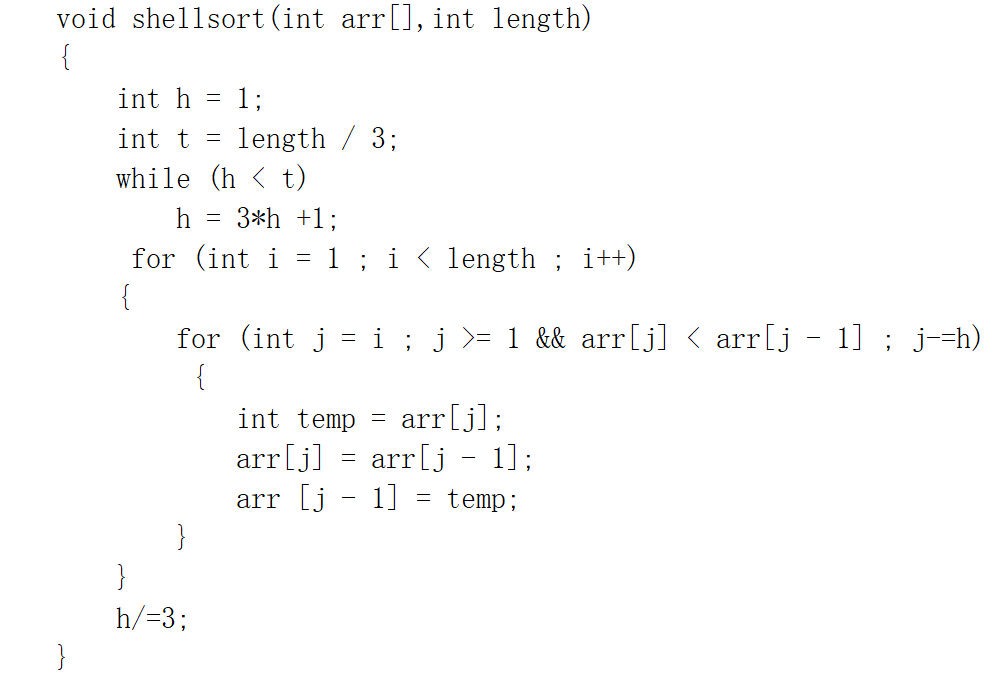 void shellsort(int arr[],int length)
{
    int h = 1;
    int t = length / 3;
    while (h < t)
        h = 3*h +1;
     for (int i = 1 ; i < length ; i++)
    {
        for (int j = i ; j >= 1 && arr[j] < arr[j - 1] ; j-=h)
         {
            int temp = arr[j];
            arr[j] = arr[j - 1];
            arr [j - 1] = temp;
        }
    }
    h/=3;
}